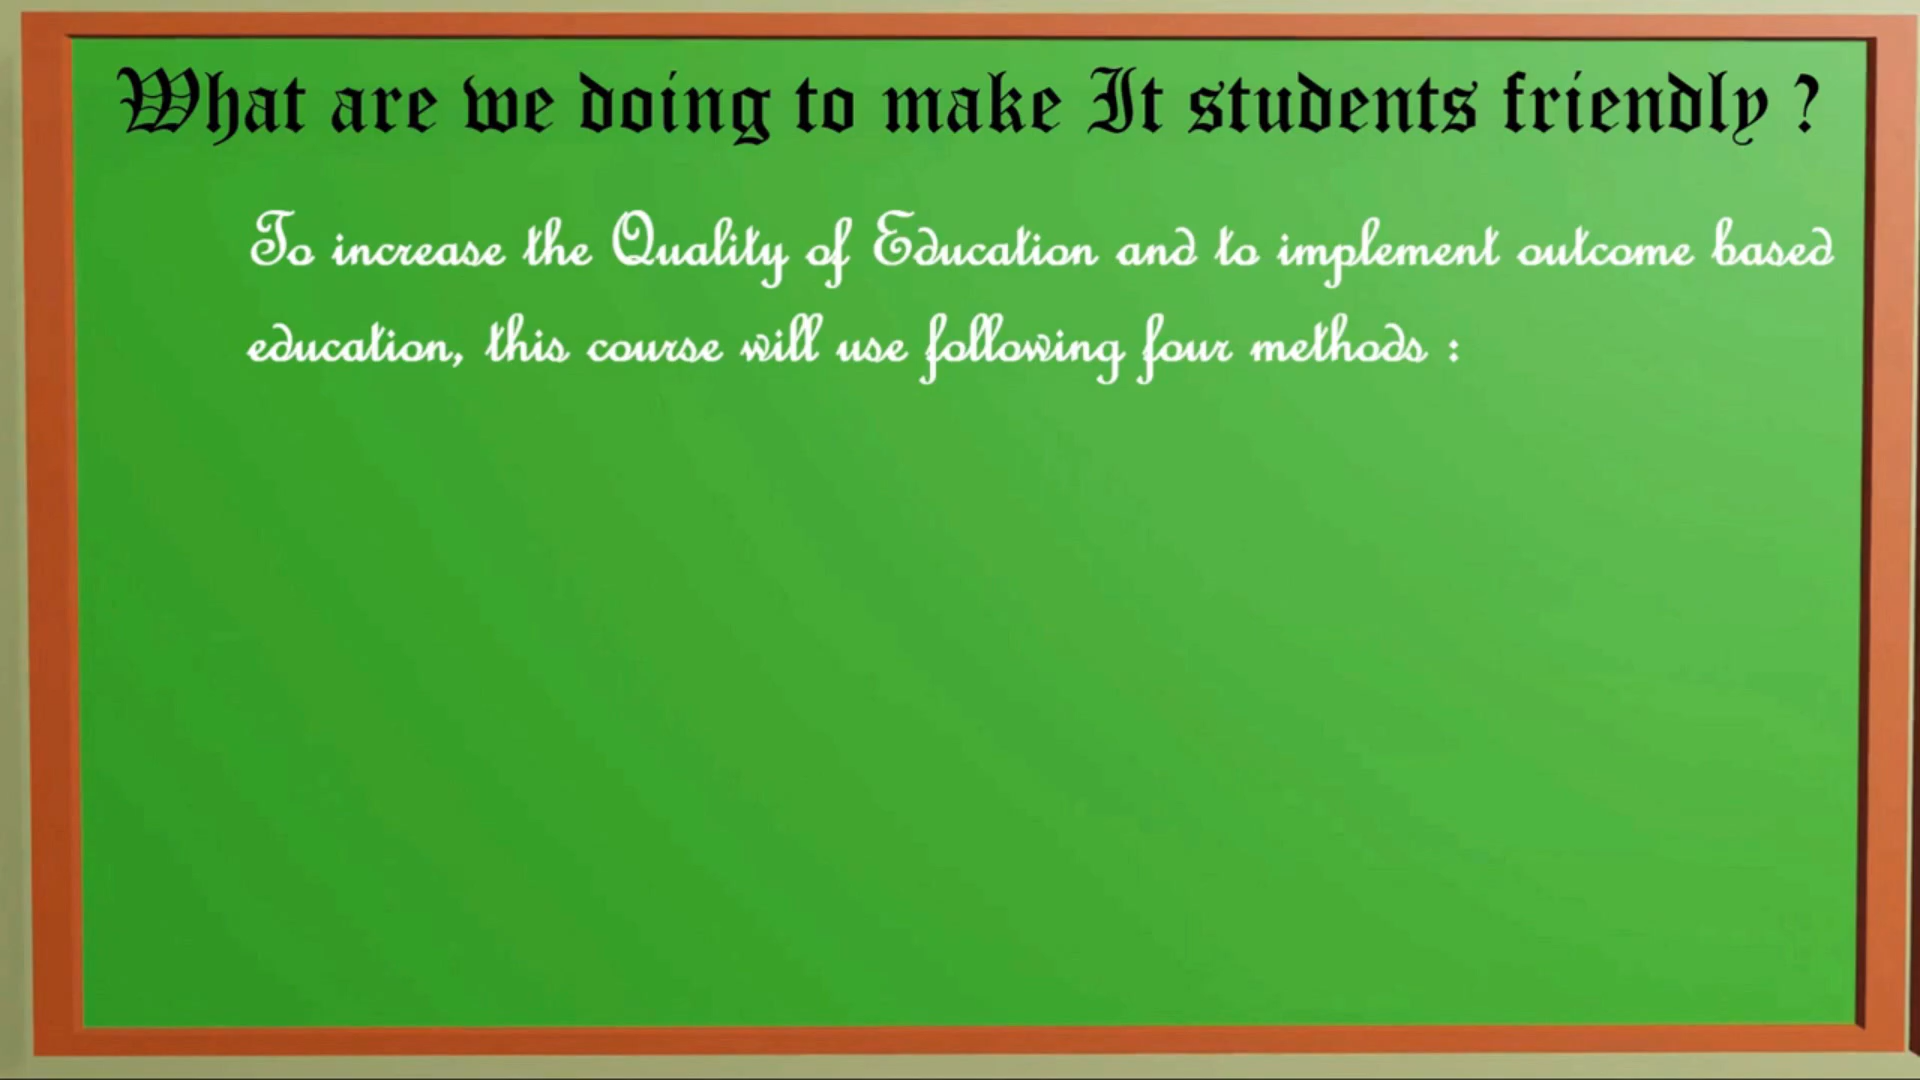 What are we doing to make It students friendly ?
To increase the Quality of Education and to implement outcome based
education, this course will use following four methods :